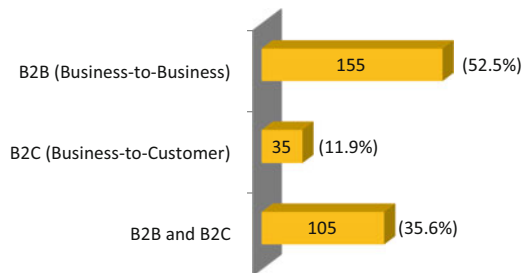 B2B (Business-to-Business) 155 (52.5%)
B2C (Business-to-Customer) 35 (11.9%)
B2B and B2C 105 (35.6%)